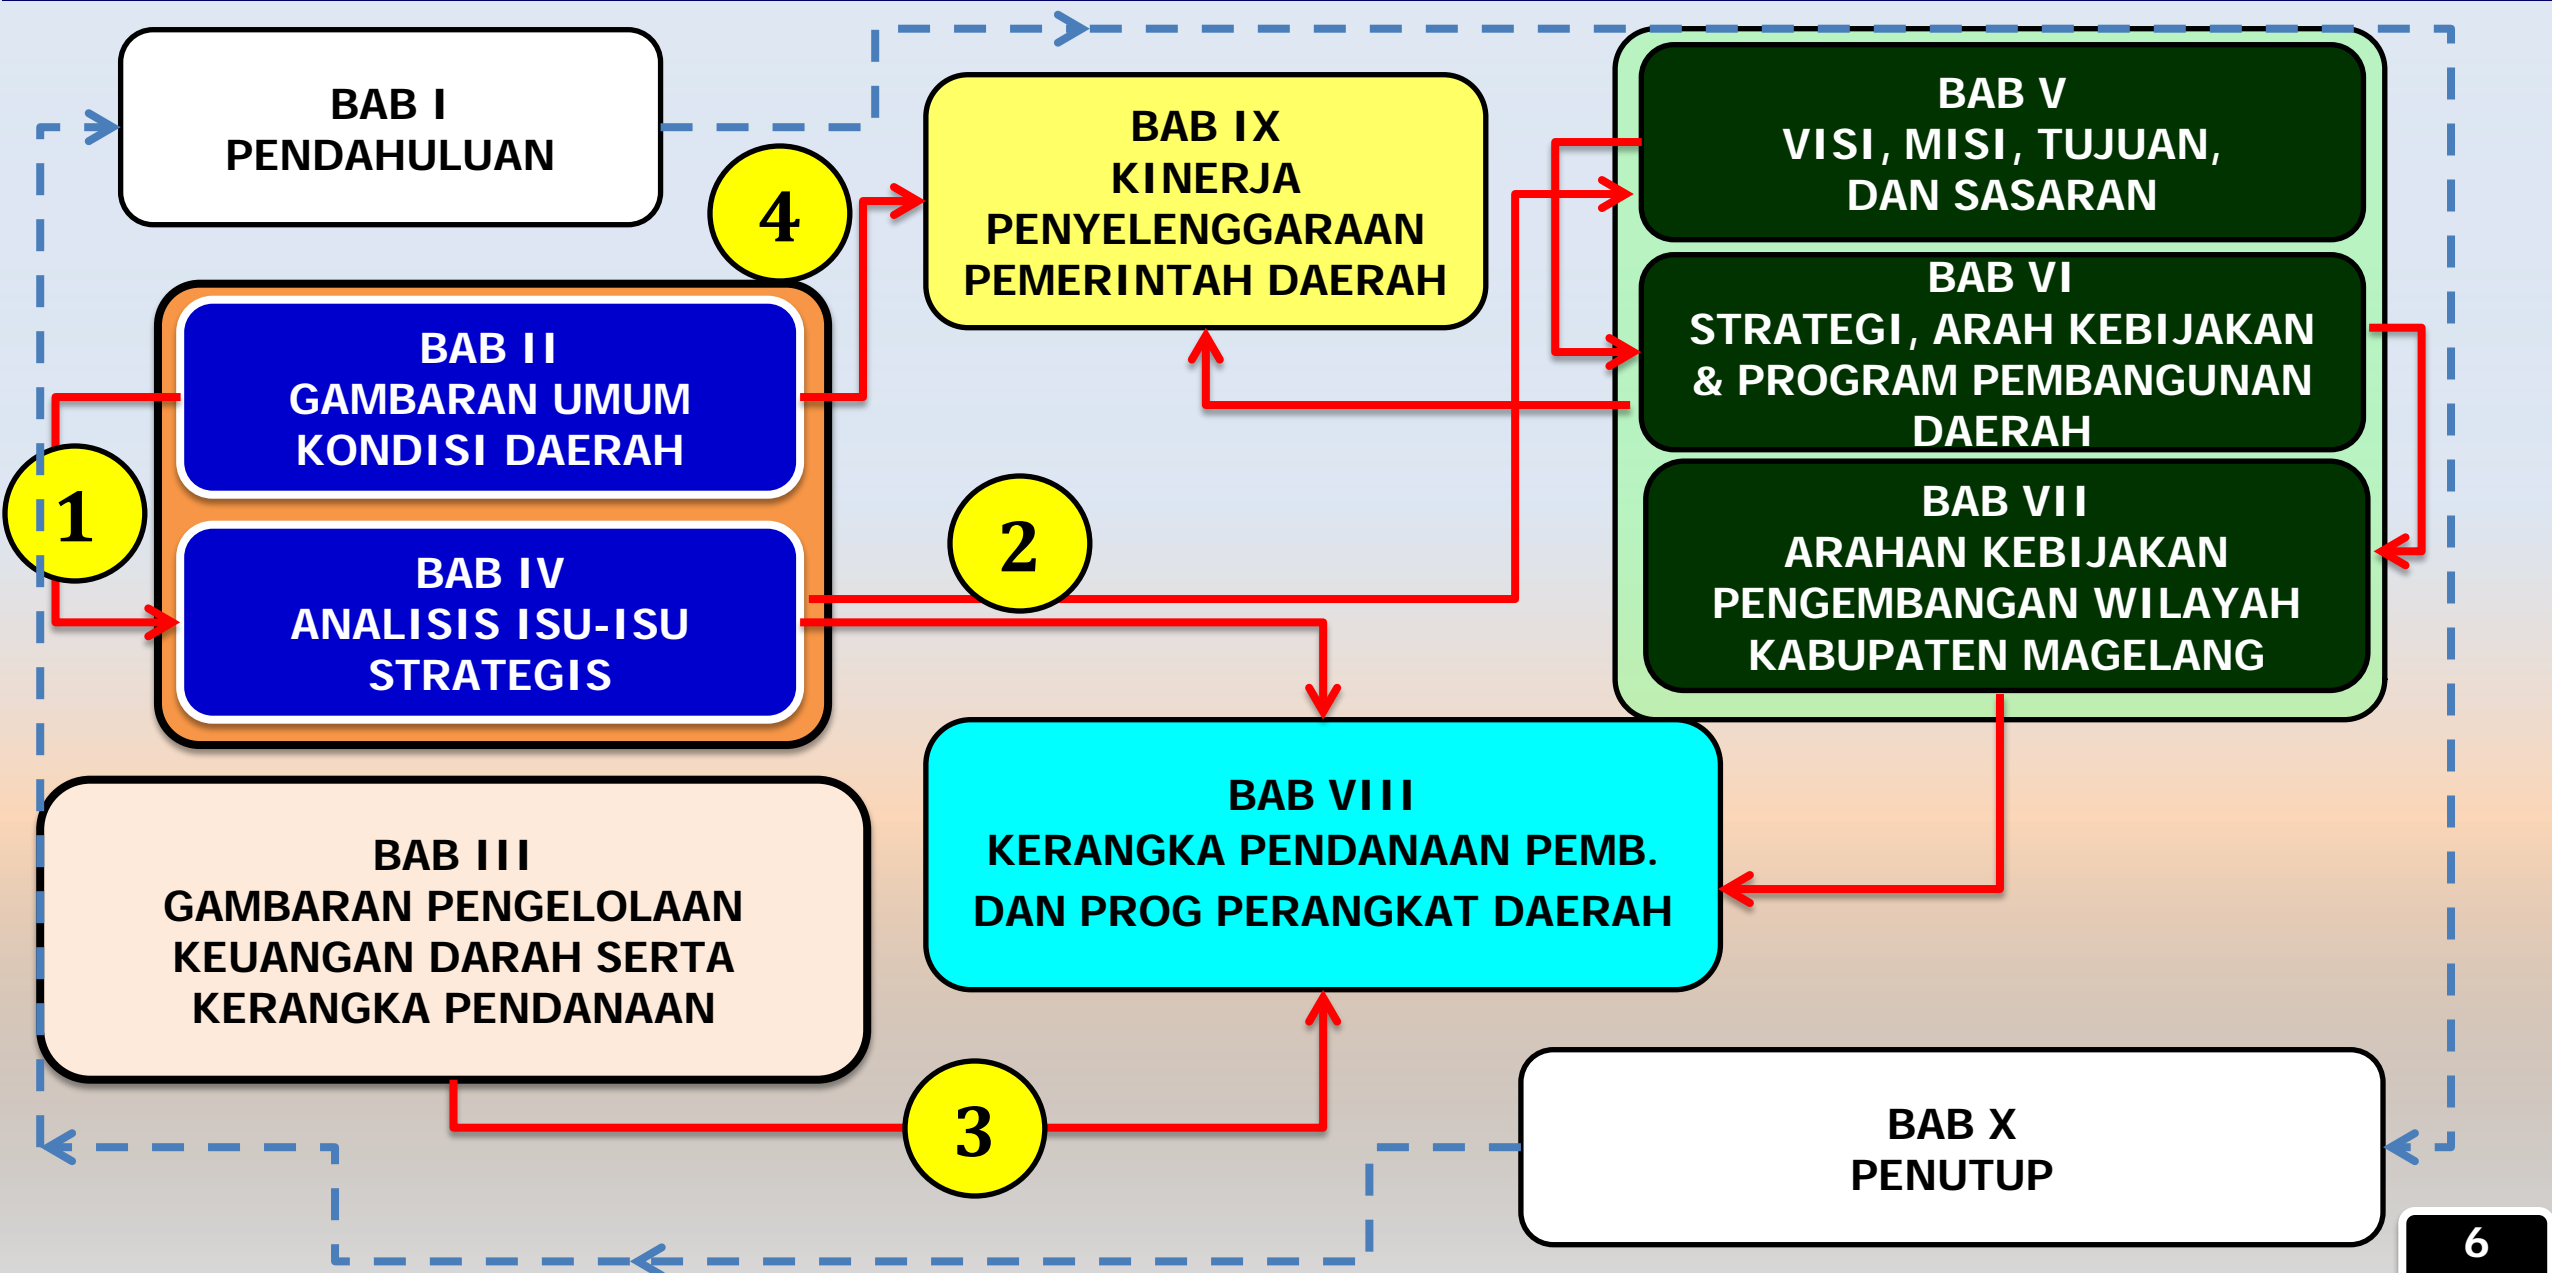 BAB I
PENDAHULUAN
4
BAB IX
KINERJA
PENYELENGGARAAN
PEMERINTAH DAERAH
BAB V
VISI, MISI, TUJUAN,
DAN SASARAN
BAB VI
STRATEGI, ARAH KEBIJAKAN
& PROGRAM PEMBANGUNAN
DAERAH
BAB VII
ARAHAN KEBIJAKAN
PENGEMBANGAN WILAYAH
KABUPATEN MAGELANG
BAB II
GAMBARAN UMUM
KONDISI DAERAH
1
BAB IV
ANALISIS ISU-ISU
STRATEGIS
2
BAB III
GAMBARAN PENGELOLAAN
KEUANGAN DARAH SERTA
KERANGKA PENDANAAN
BAB VIII
KERANGKA PENDANAAN PEMB.
DAN PROG PERANGKAT DAERAH
3
BAB X
PENUTUP
6